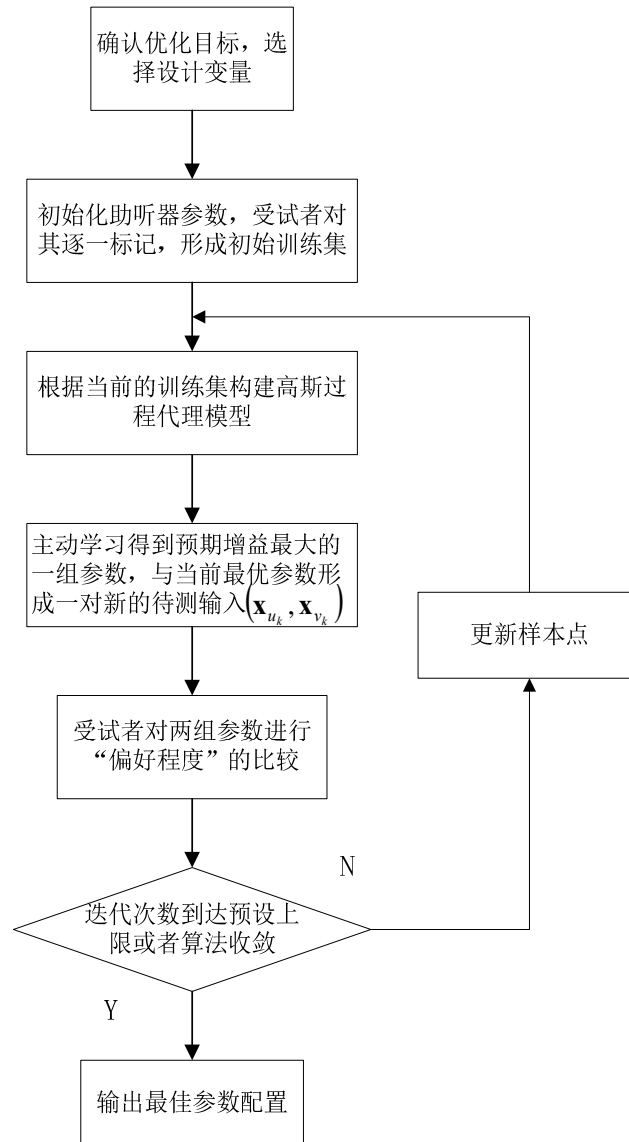 确认优化目标，选
择设计变量
初始化助听器参数，受试者对
其逐一标记，形成初始训练集
根据当前的训练集构建高斯过
程代理模型
主动学习得到预期增益最大的
一组参数，与当前最优参数形
成一对新的待测输入(x_{u_k}, x_{v_k})
更新样本点
受试者对两组参数进行
“偏好程度”的比较
N
迭代次数到达预设上
限或者算法收敛
Y
输出最佳参数配置